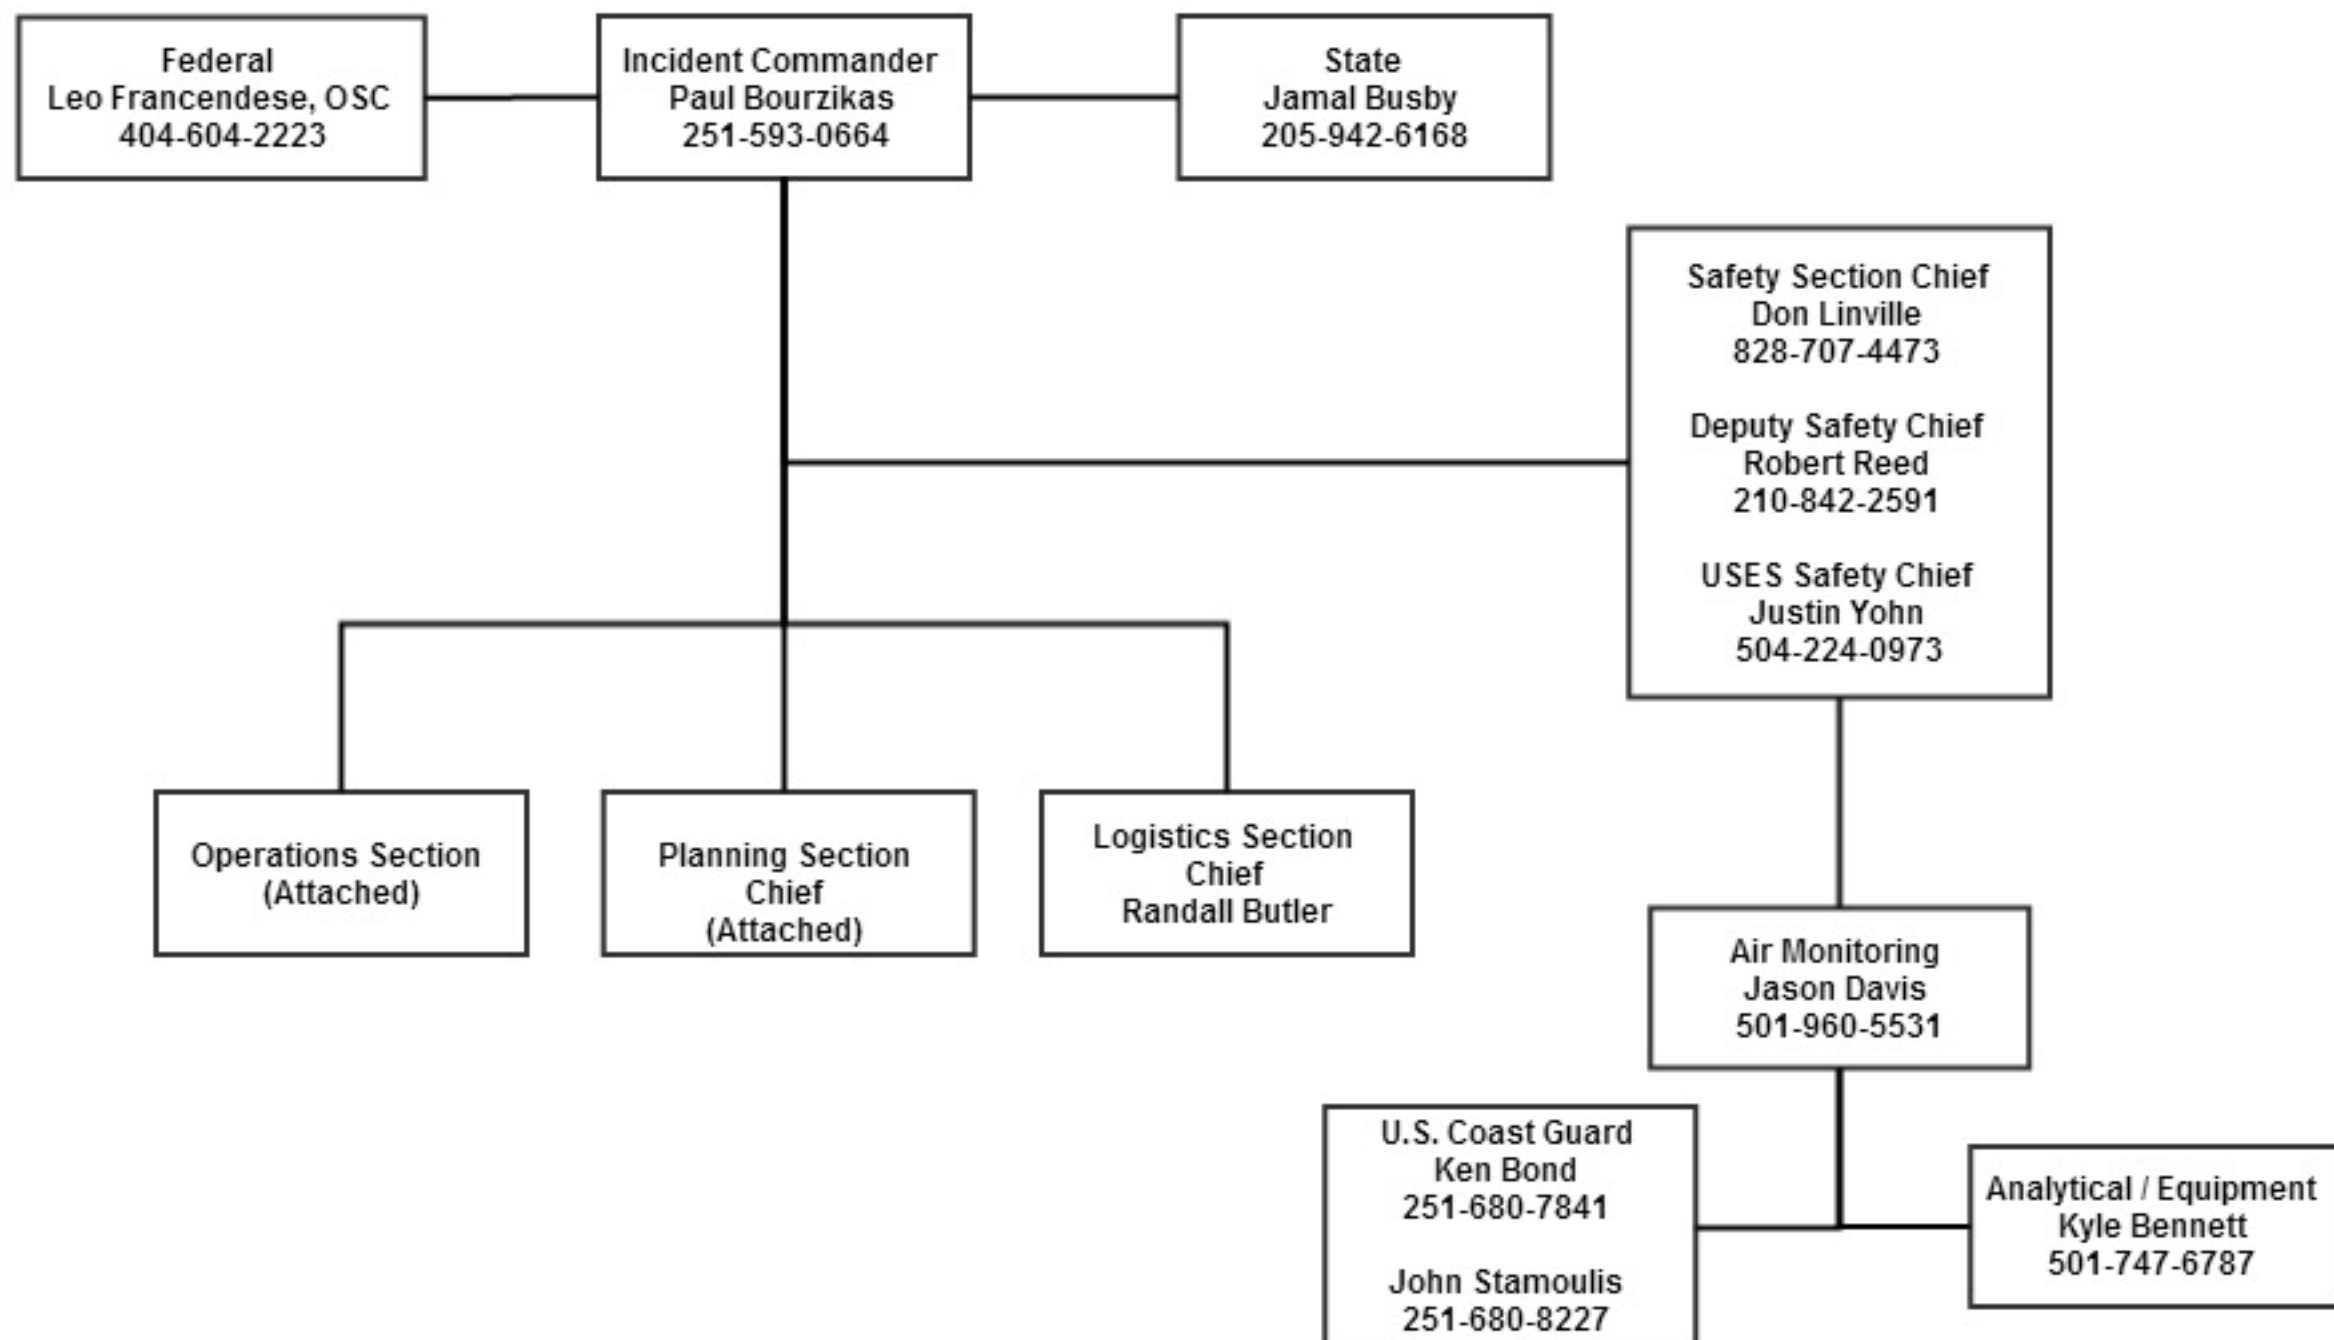 Federal
Leo Francendese, OSC
404-604-2223
Incident Commander
Paul Bourzikas
251-593-0664
State
Jamal Busby
205-942-6168
Safety Section Chief
Don Linville
828-707-4473
Deputy Safety Chief
Robert Reed
210-842-2591
USES Safety Chief
Justin Yohn
504-224-0973
Operations Section
(Attached)
Planning Section
Chief
(Attached)
Logistics Section
Chief
Randall Butler
Air Monitoring
Jason Davis
501-960-5531
U.S. Coast Guard
Ken Bond
251-680-7841
John Stamoulis
251-680-8227
Analytical / Equipment
Kyle Bennett
501-747-6787